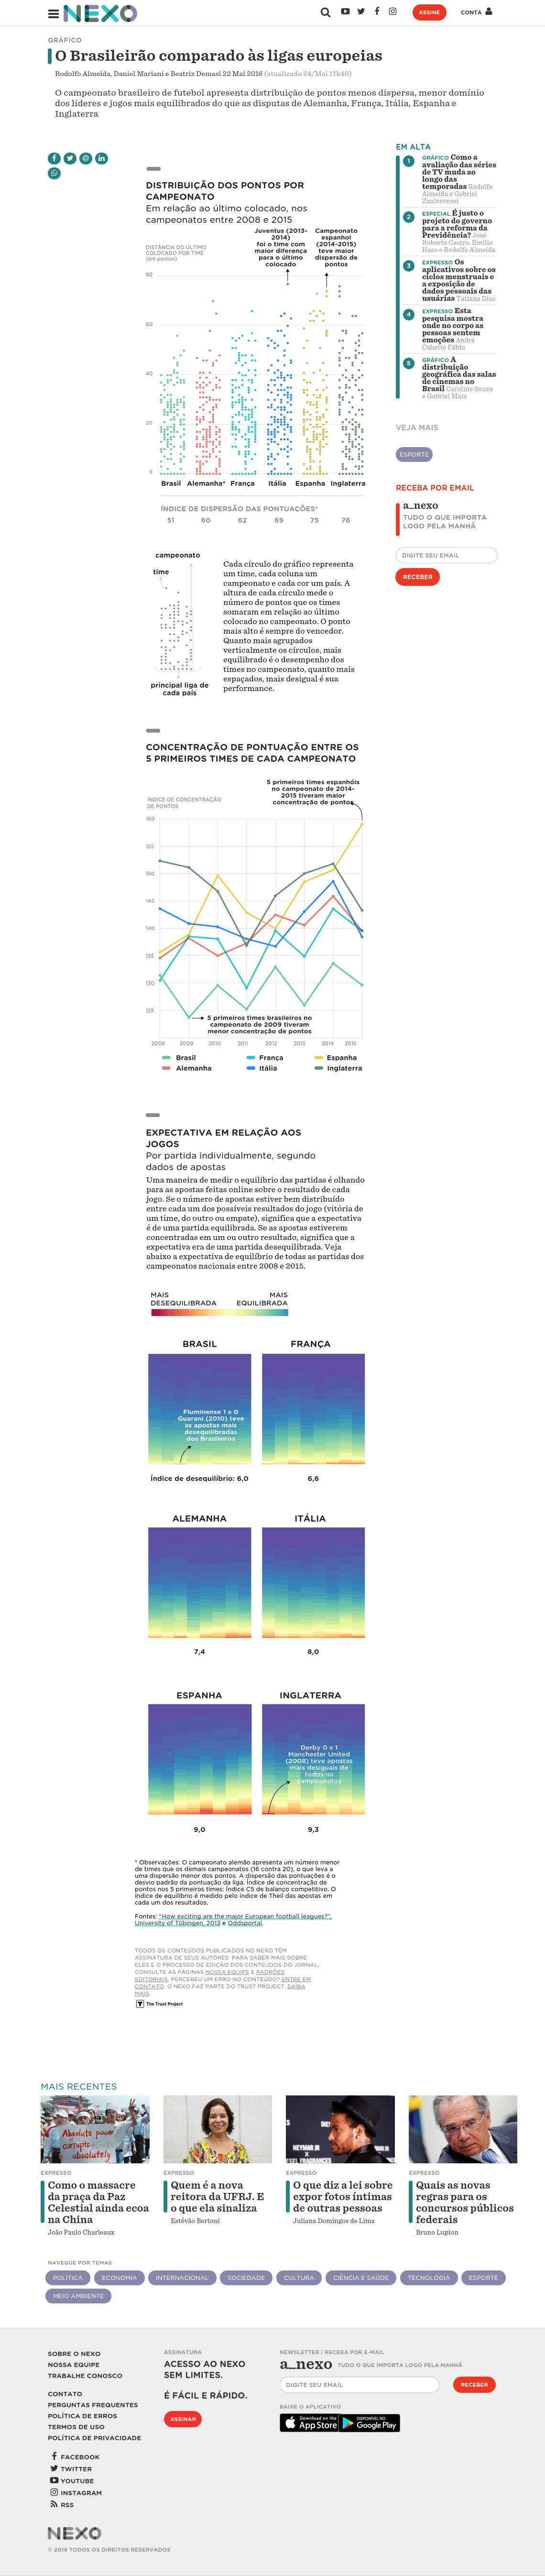 NEXO
ASSINE
CONTA
GRÁFICO
O Brasileirão comparado às ligas europeias
Rodolfo Almeida, Daniel Mariani e Beatriz Demasi 22 Mai 2016 (atualizado 24/Mai 11h40)
O campeonato brasileiro de futebol apresenta distribuição de pontos menos dispersa, menor domínio
dos líderes e jogos mais equilibrados do que as disputas de Alemanha, França, Itália, Espanha e
Inglaterra
DISTRIBUIÇÃO DOS PONTOS POR
CAMPEONATO
Em relação ao último colocado, nos
campeonatos entre 2008 e 2015
DISTÂNCIA DO ÚLTIMO
COLOCADO POR TIME
(em pontos)
Juventus (2013-
2014)
foi o time com
maior diferença
para o último
colocado
Campeonato
espanhol
(2014-2015)
teve maior
dispersão de
pontos
80
60
40
20
0
Brasil Alemanha* França Itália Espanha Inglaterra
ÍNDICE DE DISPERSÃO DAS PONTUAÇÕES*
51 60 62 69 75 76
campeonato
time
principal liga de
cada país
Cada círculo do gráfico representa
um time, cada coluna um
campeonato e cada cor um país. A
altura de cada círculo mede o
número de pontos que os times
somaram em relação ao último
colocado no campeonato. O ponto
mais alto é sempre do vencedor.
Quanto mais agrupados
verticalmente os círculos, mais
equilibrado é o desempenho dos
times no campeonato, quanto mais
espaçados, mais desigual é sua
performance.
CONCENTRAÇÃO DE PONTUAÇÃO ENTRE OS
5 PRIMEIROS TIMES DE CADA CAMPEONATO
ÍNDICE DE CONCENTRAÇÃO
DE PONTOS
5 primeiros times espanhóis
no campeonato de 2014-
2015 tiveram maior
concentração de pontos
160
155
150
145
140
135
130
125
5 primeiros times brasileiros no
campeonato de 2009 tiveram
menor concentração de pontos
2008 2009 2010 2011 2012 2013 2014 2015
Brasil França Espanha
Alemanha Itália Inglaterra
EXPECTATIVA EM RELAÇÃO AOS
JOGOS
Por partida individualmente, segundo
dados de apostas
Uma maneira de medir o equilíbrio das partidas é olhando
para as apostas feitas online sobre o resultado de cada
jogo. Se o número de apostas estiver bem distribuído
entre cada um dos possíveis resultados do jogo (vitória de
um time, do outro ou empate), significa que a expectativa
é de uma partida equilibrada. Se as apostas estiverem
concentradas em um ou outro resultado, significa que a
expectativa era de uma partida desequilibrada. Veja
abaixo a expectativa de equilíbrio de todas as partidas dos
campeonatos nacionais entre 2008 e 2015.
MAIS
DESEQUILIBRADA
MAIS
EQUILIBRADA
BRASIL FRANÇA
Fluminense 1 x 0
Guarani (2010) teve
as apostas mais
desequilibradas
dos Brasileiros
Índice de desequilíbrio: 6,0 6,6
ALEMANHA ITÁLIA
7,4 8,0
ESPANHA INGLATERRA
Derby 0 x 1
Manchester United
(2008) teve apostas
mais desiguais de
todos os
campeonatos
9,0 9,3
* Observações: O campeonato alemão apresenta um número menor
de times que os demais campeonatos (16 contra 20), o que leva a
uma dispersão menor dos pontos. A dispersão das pontuações é o
desvio padrão da pontuação da liga. Índice de concentração de
pontos nos 5 primeiros times: Índice C5 de balanço competitivo. O
índice de equilíbrio é medido pelo índice de Theil das apostas em
cada um dos resultados.
Fontes: "How exciting are the major European football leagues?",
University of Tübingen, 2013 e Oddsportal.
TODOS OS CONTEÚDOS PUBLICADOS NO NEXO TÊM
ASSINATURA DE SEUS AUTORES. PARA SABER MAIS SOBRE
ELES E O PROCESSO DE EDIÇÃO DOS CONTEÚDOS DO JORNAL,
CONSULTE AS PÁGINAS NOSSA EQUIPE E PADRÕES
EDITORIAIS. PERCEBEU UM ERRO NO CONTEÚDO? ENTRE EM
CONTATO. O NEXO FAZ PARTE DO TRUST PROJECT. SAIBA
MAIS.
The Trust Project
EM ALTA
1 GRÁFICO Como a
avaliação das séries
de TV muda ao
longo das
temporadas Rodolfo
Almeida e Gabriel
Zanlorenssi
2 ESPECIAL É justo o
projeto do governo
para a reforma da
Previdência? José
Roberto Castro, Emilio
Haro e Rodolfo Almeida
3 EXPRESSO Os
aplicativos sobre os
ciclos menstruais e
a exposição de
dados pessoais das
usuárias Tatiana Dias
4 EXPRESSO Esta
pesquisa mostra
onde no corpo as
pessoas sentem
emoções André
Cabette Fábio
5 GRÁFICO A
distribuição
geográfica das salas
de cinemas no
Brasil Caroline Souza
e Gabriel Maia
VEJA MAIS
ESPORTE
RECEBA POR EMAIL
a_nexo
TUDO O QUE IMPORTA
LOGO PELA MANHÃ
DIGITE SEU EMAIL
RECEBER
MAIS RECENTES
Absolute power
corrupts
absolutely
NEYMAR JR
DIESEL FRAGRANCES
EXPRESSO
Como o massacre
da praça da Paz
Celestial ainda ecoa
na China
João Paulo Charleaux
EXPRESSO
Quem é a nova
reitora da UFRJ. E
o que ela sinaliza
Estêvão Bertoni
EXPRESSO
O que diz a lei sobre
expor fotos íntimas
de outras pessoas
Juliana Domingos de Lima
EXPRESSO
Quais as novas
regras para os
concursos públicos
federais
Bruno Lupion
NAVEGUE POR TEMAS
POLÍTICA ECONOMIA INTERNACIONAL SOCIEDADE CULTURA CIÊNCIA E SAÚDE TECNOLOGIA ESPORTE
MEIO AMBIENTE
SOBRE O NEXO
NOSSA EQUIPE
TRABALHE CONOSCO
CONTATO
PERGUNTAS FREQUENTES
POLÍTICA DE ERROS
TERMOS DE USO
POLÍTICA DE PRIVACIDADE
FACEBOOK
TWITTER
YOUTUBE
INSTAGRAM
RSS
ASSINATURA
ACESSO AO NEXO
SEM LIMITES.
É FÁCIL E RÁPIDO.
ASSINAR
NEWSLETTER | RECEBA POR E-MAIL
a_nexo TUDO O QUE IMPORTA LOGO PELA MANHÃ
DIGITE SEU EMAIL
RECEBER
BAIXE O APLICATIVO
Download on the
App Store
DISPONÍVEL NO
Google Play
NEXO
© 2019 TODOS OS DIREITOS RESERVADOS